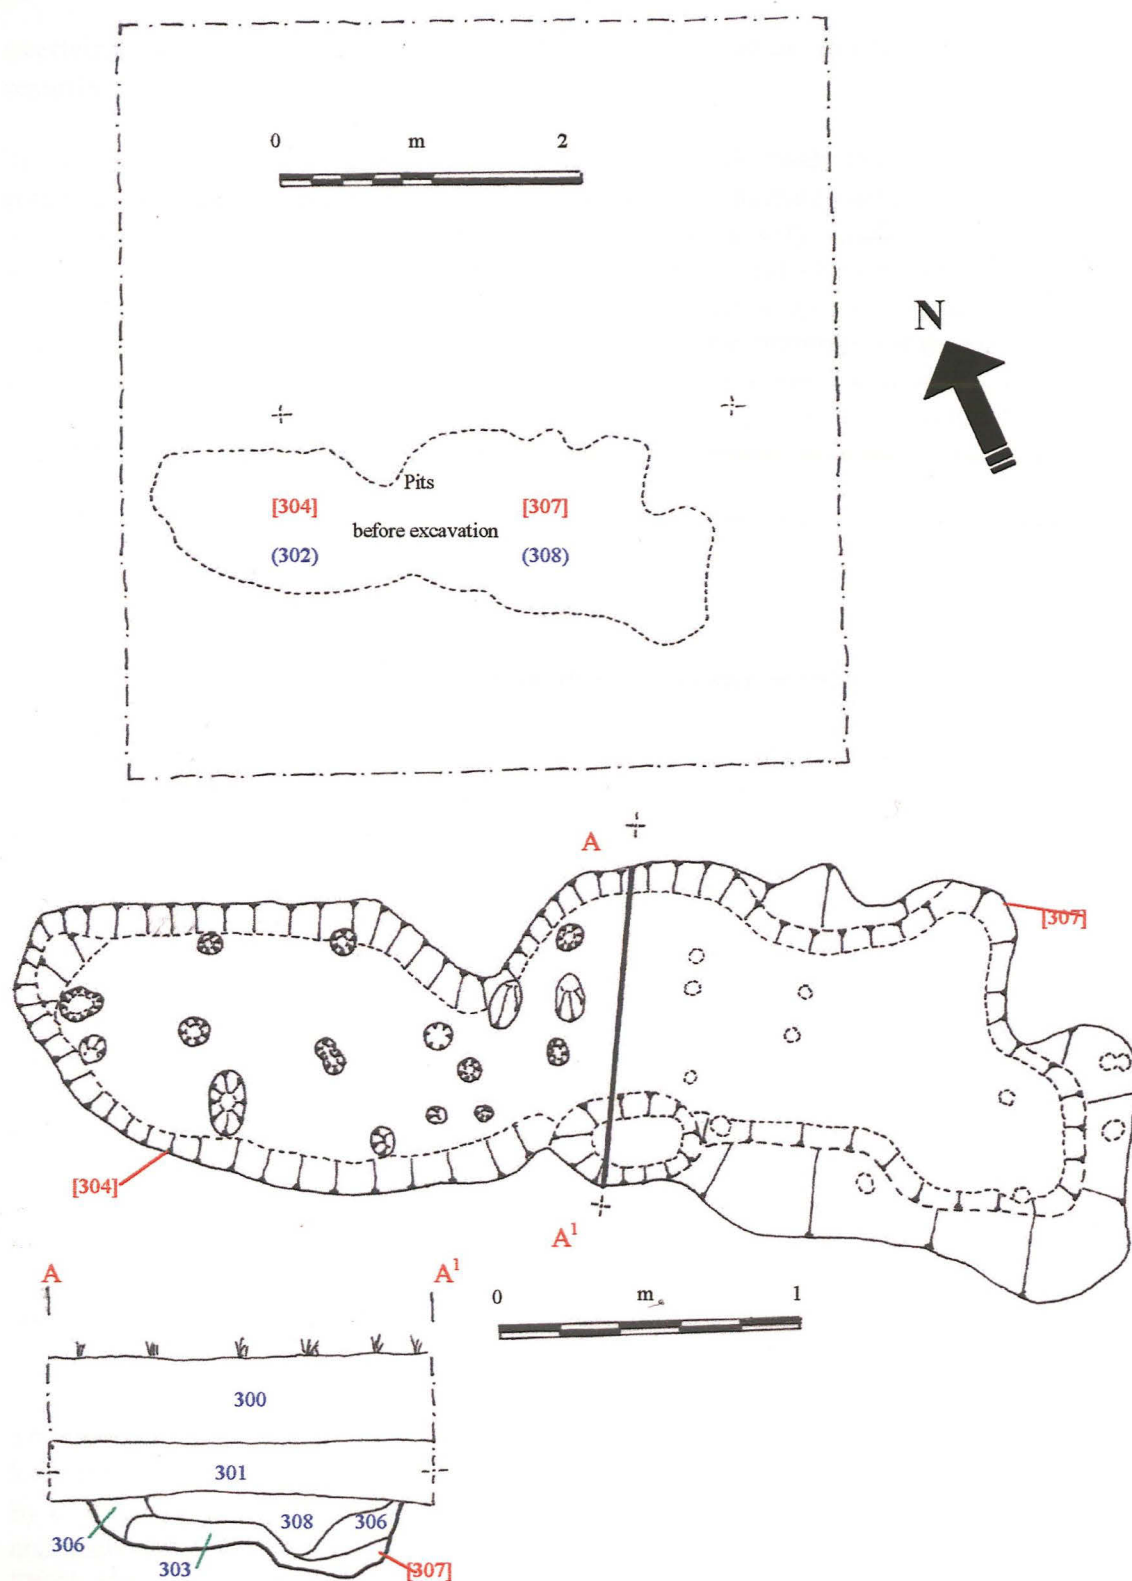 0 m 2
N
Pits
[304] [307]
before excavation
(302) (308)
A
[307]
[304]
A¹
A A¹
0 m 1
300
301
308
306
306
303
[307]